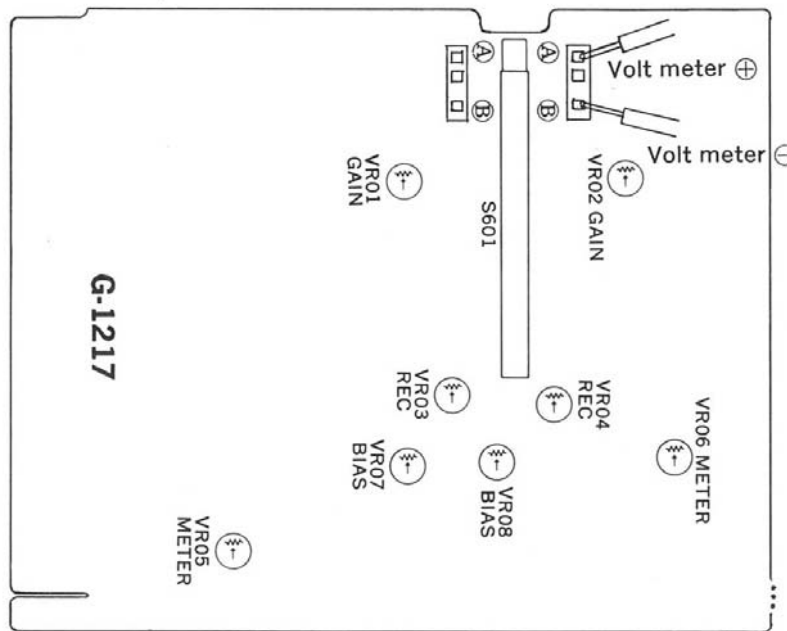 Ⓐ Ⓐ
Volt meter ⊕
Ⓑ Ⓑ
Volt meter ⊖
VR01
GAIN
VR02 GAIN
S601
G-1217
VR03
REC
VR04
REC
VR06 METER
VR07
BIAS
VR08
BIAS
VR05
METER